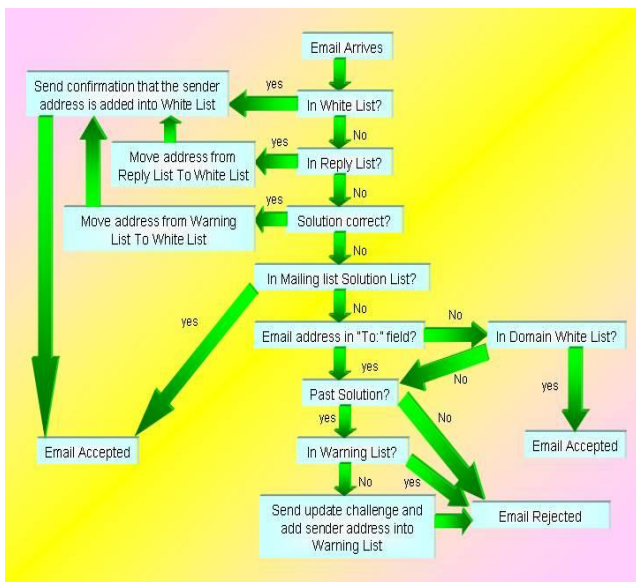 Email Arrives
yes
Send confirmation that the sender
address is added into White List
In White List?
No
yes
Move address from
Reply List To White List
In Reply List?
No
yes
Move address from Warning
List To White List
Solution correct?
No
In Mailing list Solution List?
yes
No
No
Email address in "To:" field?
In Domain White List?
yes
No
yes
Past Solution?
yes
No
Email Accepted
In Warning List?
Email Accepted
No
yes
Send update challenge and
add sender address into
Warning List
Email Rejected